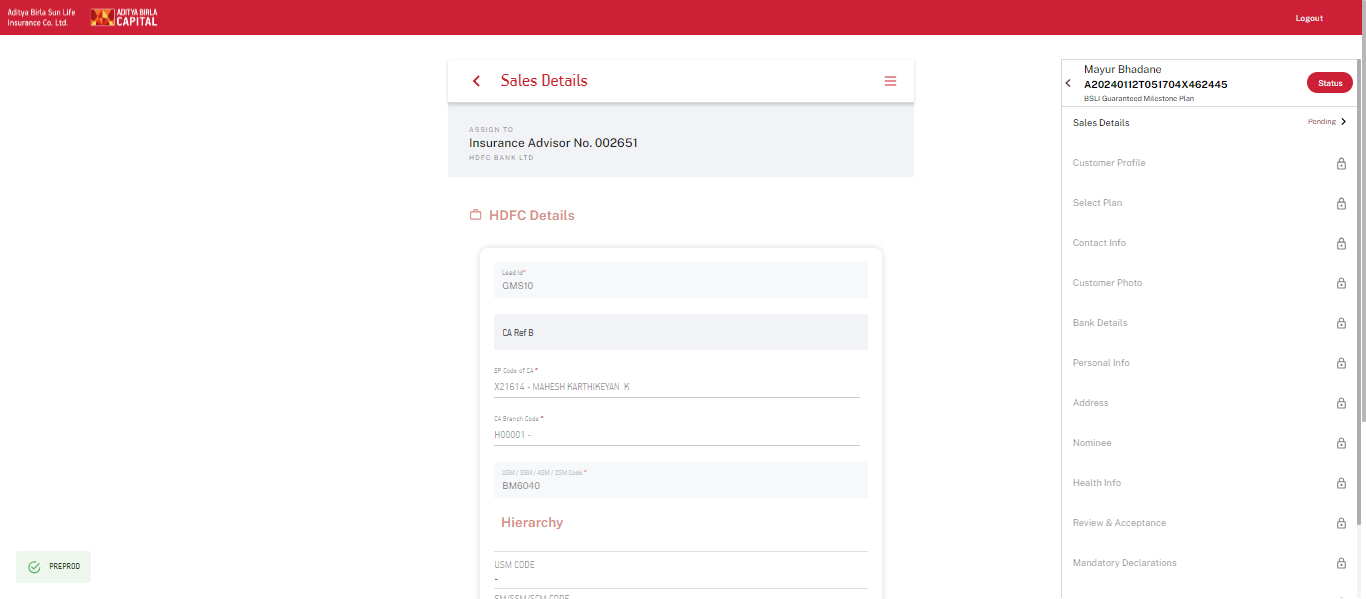 Aditya Birla Sun Life
Insurance Co. Ltd.
ADITYA BIRLA
CAPITAL
Logout
Sales Details
ASSIGN TO
Insurance Advisor No. 002651
HDFC BANK LTD
HDFC Details
Lead Id*
GMS10
CA Ref B
SP Code of CA *
X21614 - MAHESH KARTHIKEYAN K
CA Branch Code *
H00001 -
USM / SSM / ASM / ZSM Code *
BM6040
Hierarchy
USM CODE
-
SM/SSM/SCM CODE
PREPROD
Mayur Bhadane
A20240112T051704X462445
BSLI Guaranteed Milestone Plan
Status
Sales Details
Pending
Customer Profile
Select Plan
Contact Info
Customer Photo
Bank Details
Personal Info
Address
Nominee
Health Info
Review & Acceptance
Mandatory Declarations